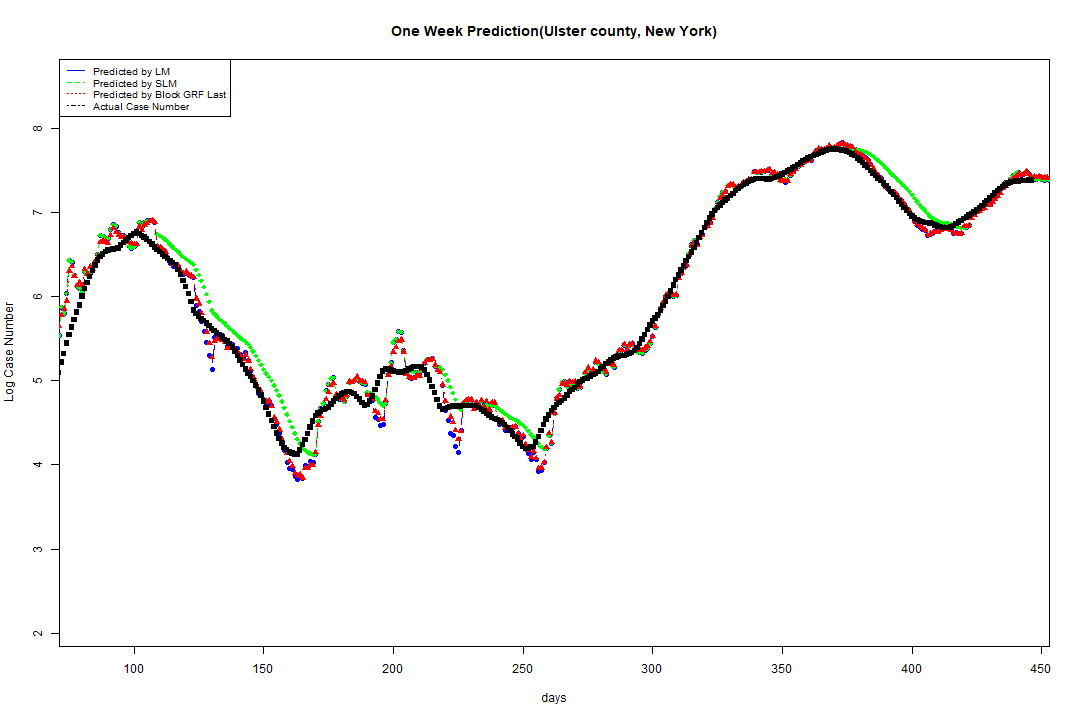 One Week Prediction(Ulster county, New York)
Predicted by LM
Predicted by SLM
Predicted by Block GRF Last
Actual Case Number
8
7
6
5
4
3
2
Log Case Number
100 150 200 250 300 350 400 450
days